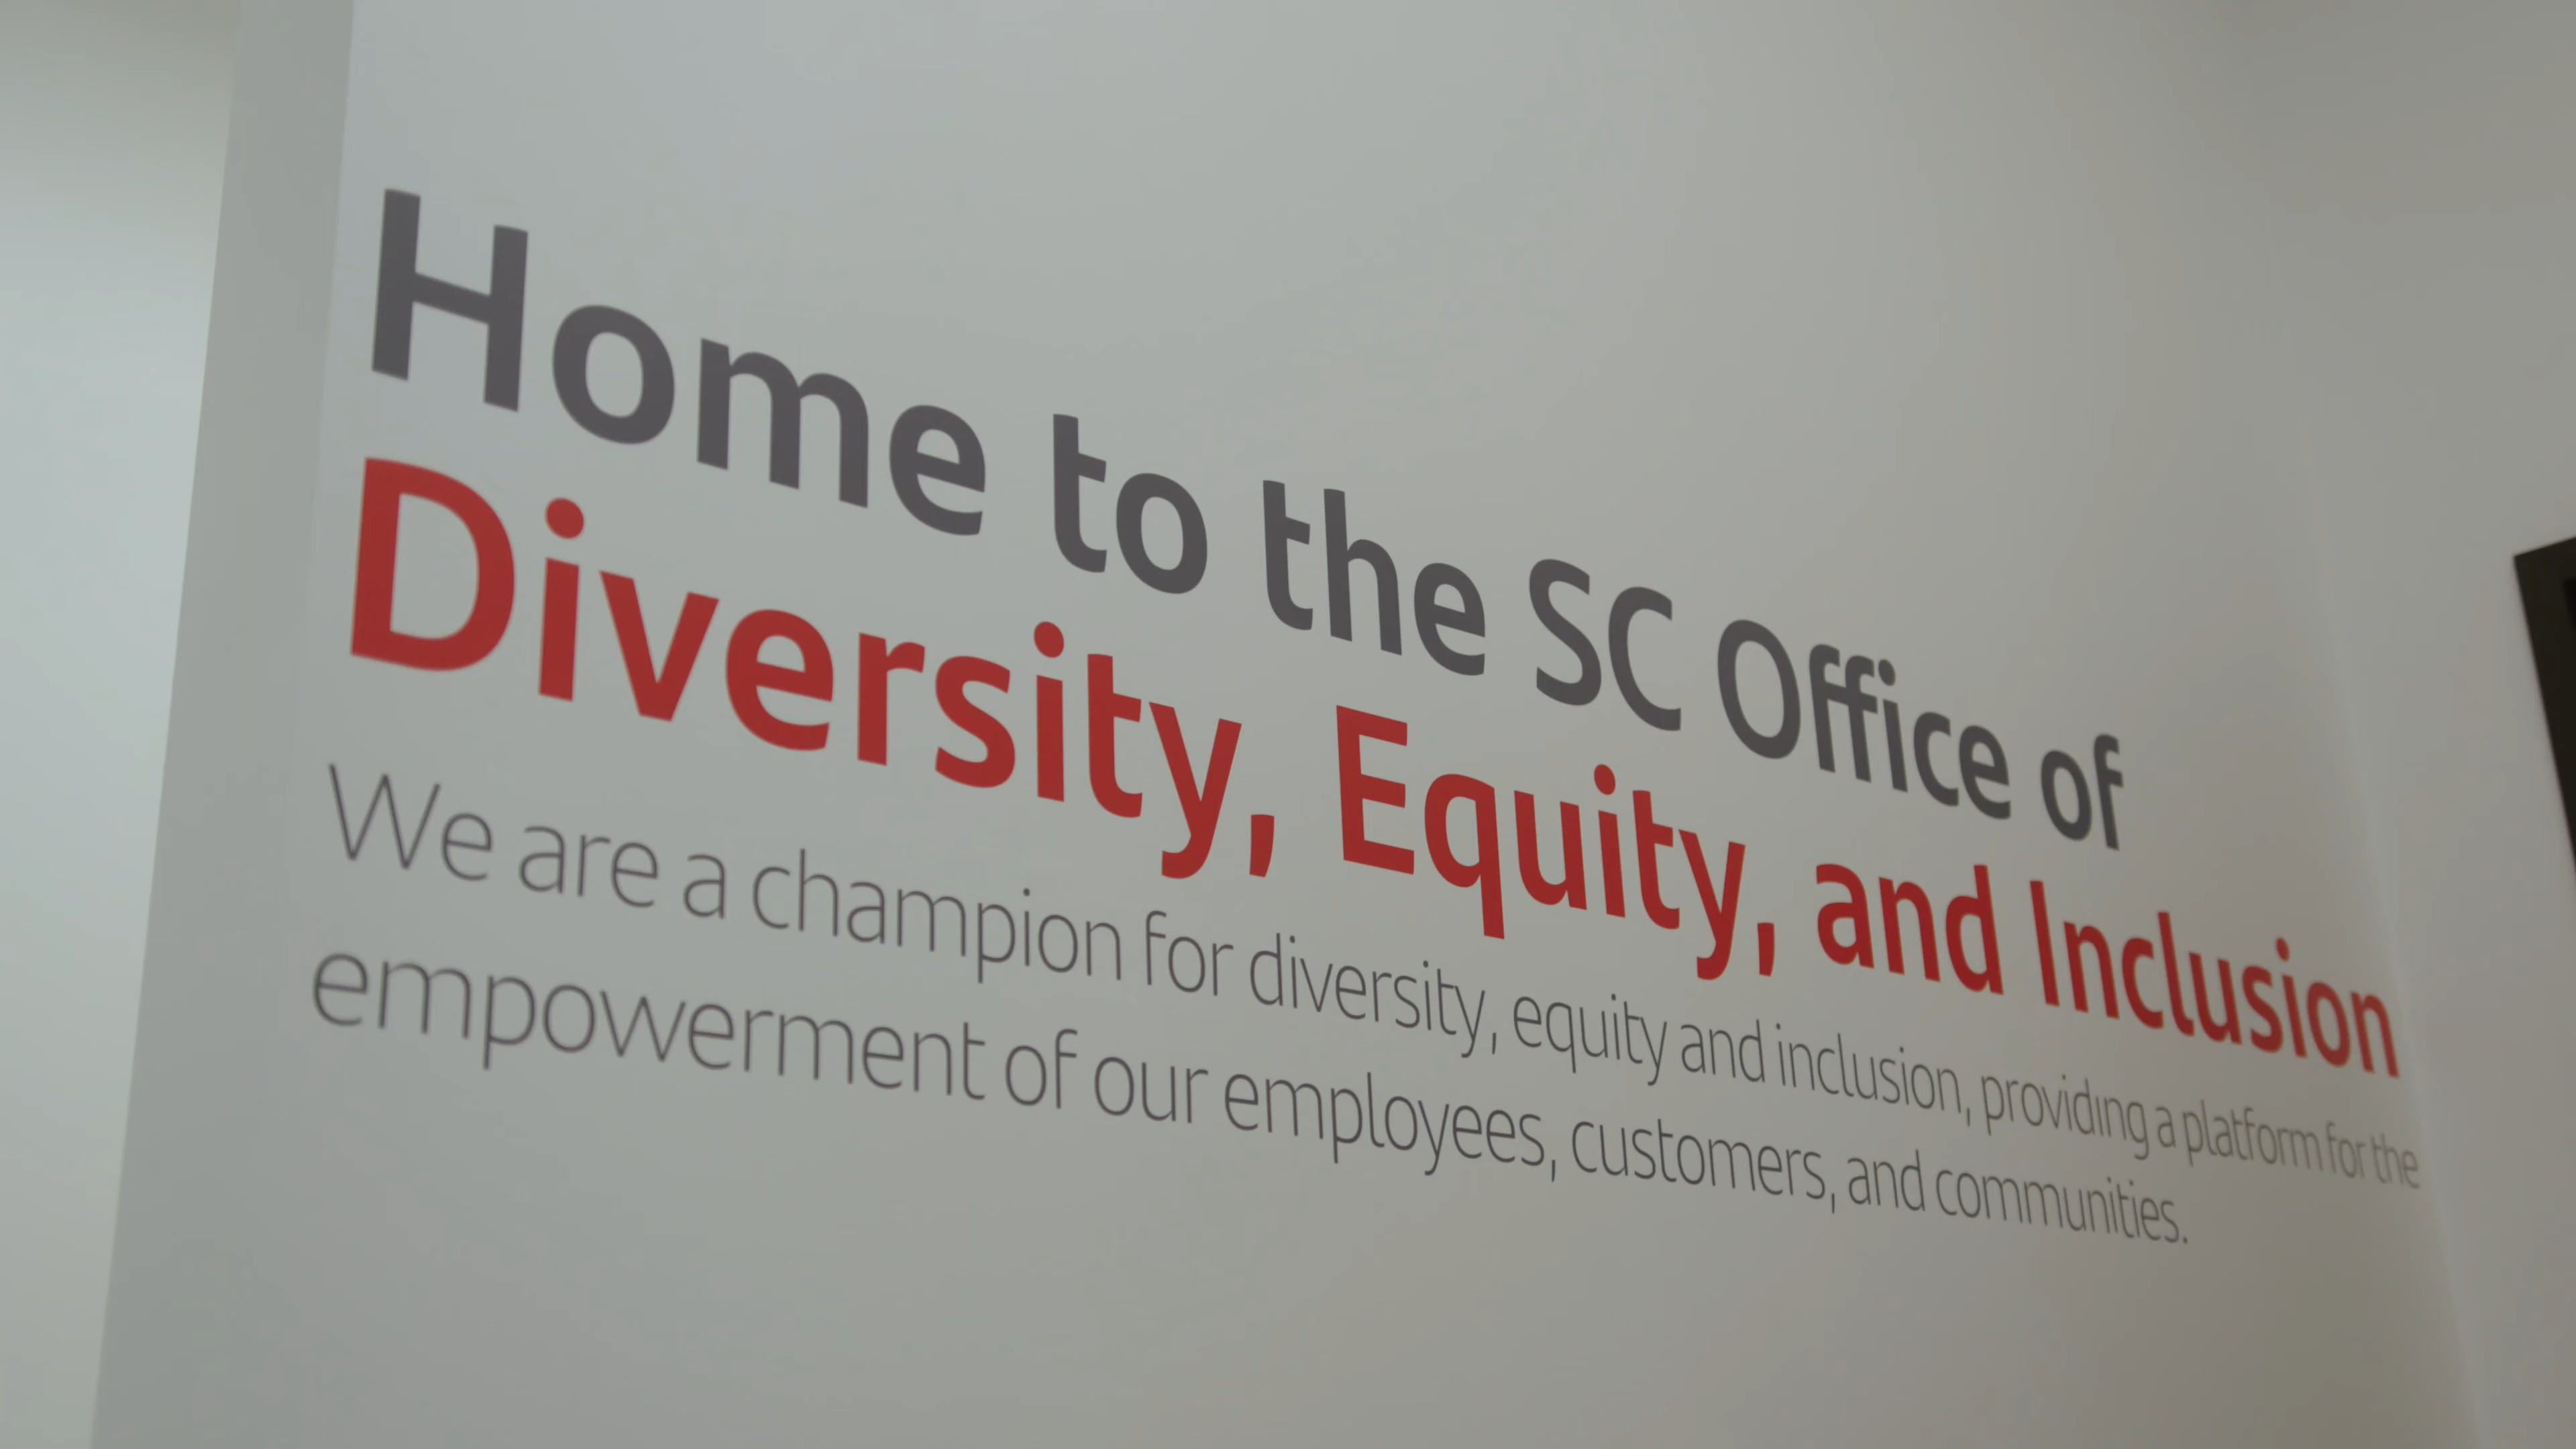 Home to the SC Office of
Diversity, Equity, and Inclusion
We are a champion for diversity, equity and inclusion, providing a platform for the
empowerment of our employees, customers, and communities.